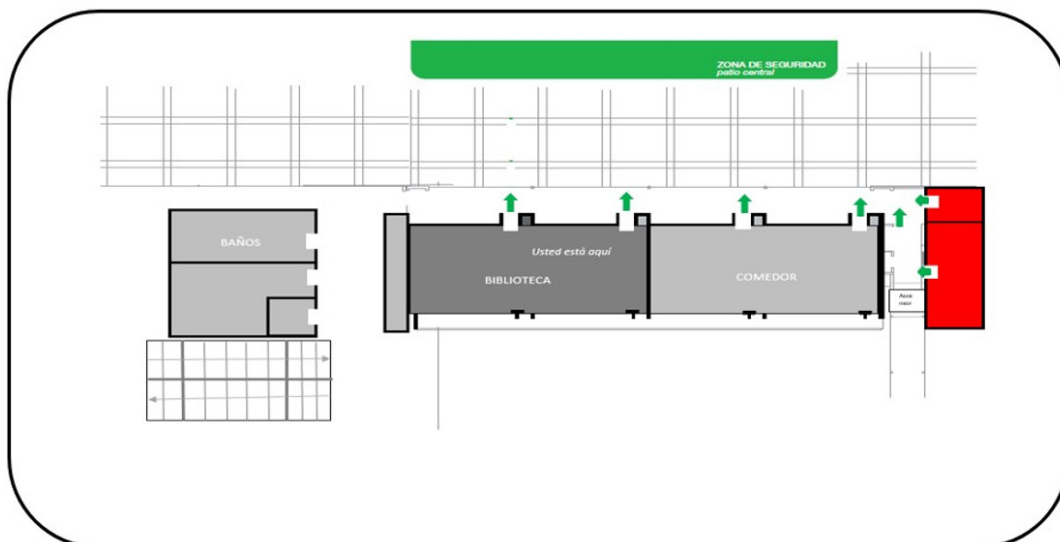 ZONA DE SEGURIDAD
patio central
BAÑOS
Usted está aquí
BIBLIOTECA
COMEDOR